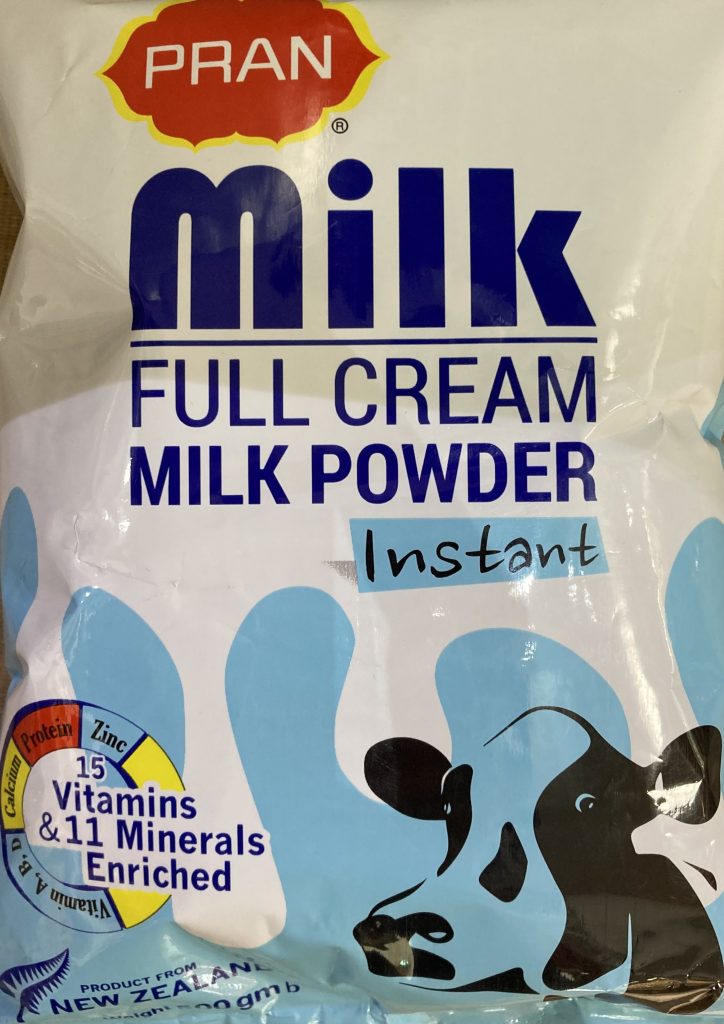 PRAN
®
Milk
FULL CREAM
MILK POWDER
Instant
Protein
Zinc
Calcium
15
Vitamins
& 11 Minerals
Enriched
Vitamin A, B, D
PRODUCT FROM
NEW ZEALAND
gm